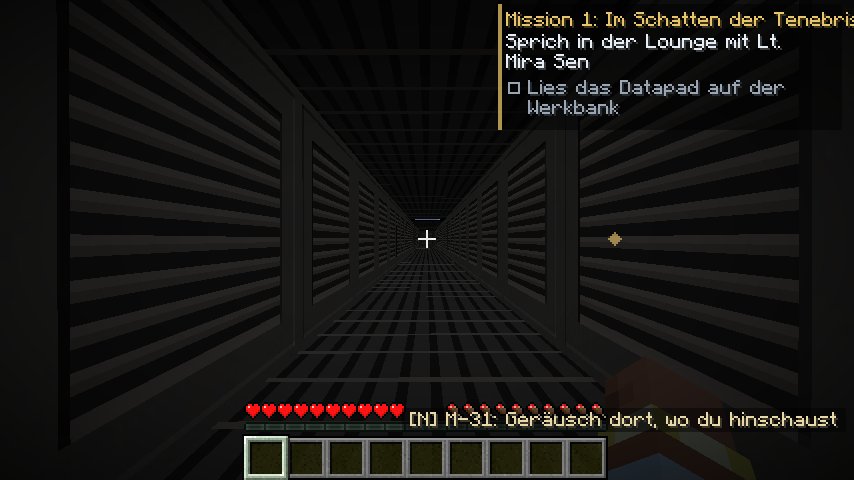 Mission 1: Im Schatten der Tenebris
Sprich in der Lounge mit Lt.
Mira Sen
Lies das Datapad auf der
Werkbank
[N] M-31: Geräusch dort, wo du hinschaust